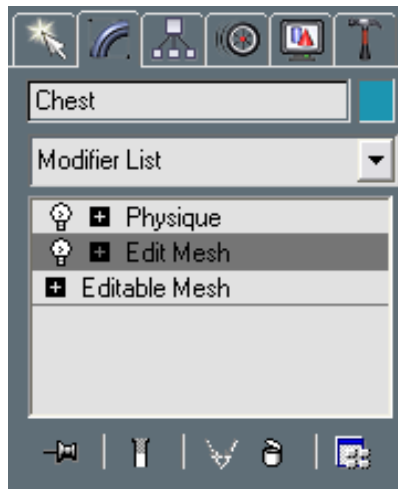 Chest
Modifier List
Physique
Edit Mesh
Editable Mesh